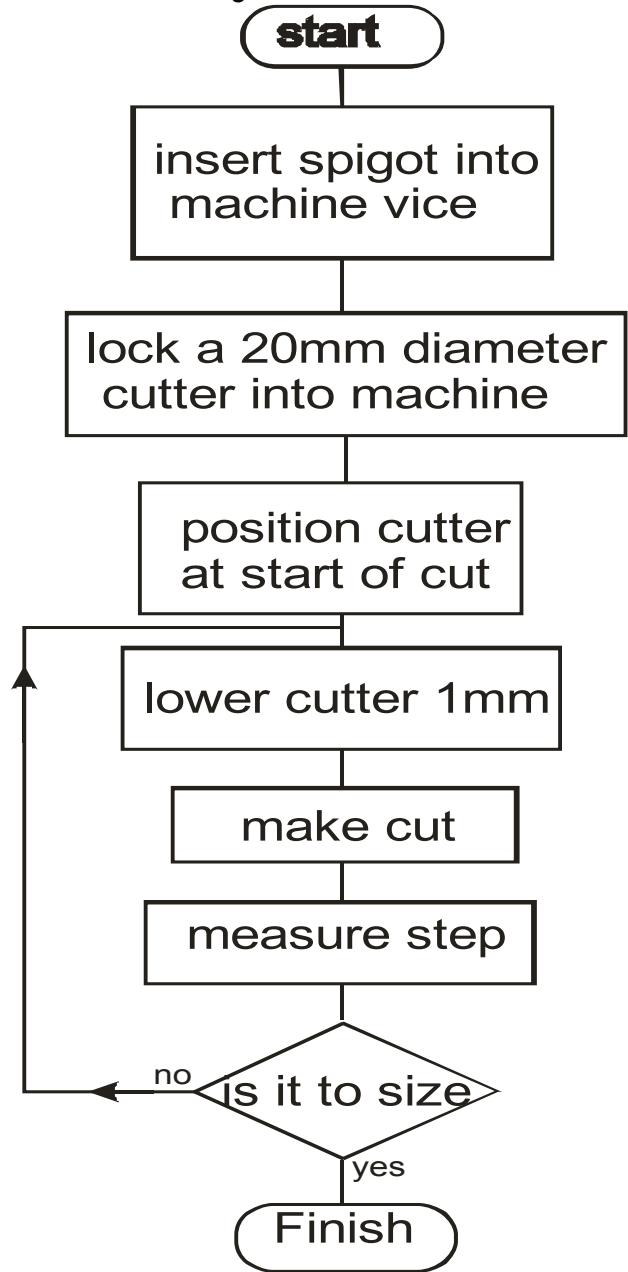 start
insert spigot into
machine vice
lock a 20mm diameter
cutter into machine
position cutter
at start of cut
lower cutter 1mm
make cut
measure step
is it to size
no
yes
Finish